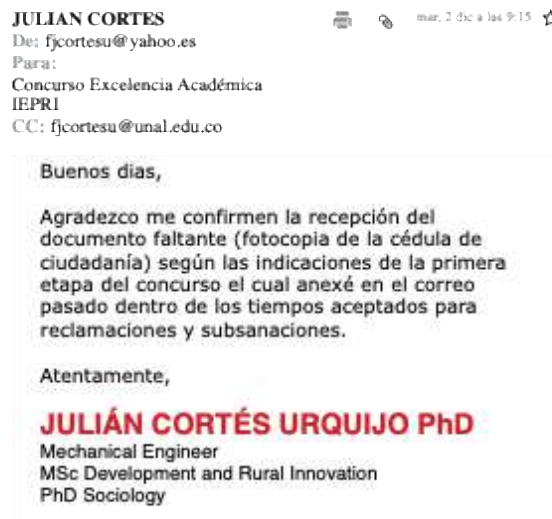 JULIAN CORTES
mar, 2 dic a las 9:15
De: fjcortesu@yahoo.es
Para:
Concurso Excelencia Académica
IEPRI
CC: fjcortesu@unal.edu.co
Buenos dias,
Agradezco me confirmen la recepción del
documento faltante (fotocopia de la cédula de
ciudadanía) según las indicaciones de la primera
etapa del concurso el cual anexé en el correo
pasado dentro de los tiempos aceptados para
reclamaciones y subsanaciones.
Atentamente,
JULIÁN CORTÉS URQUIJO PhD
Mechanical Engineer
MSc Development and Rural Innovation
PhD Sociology